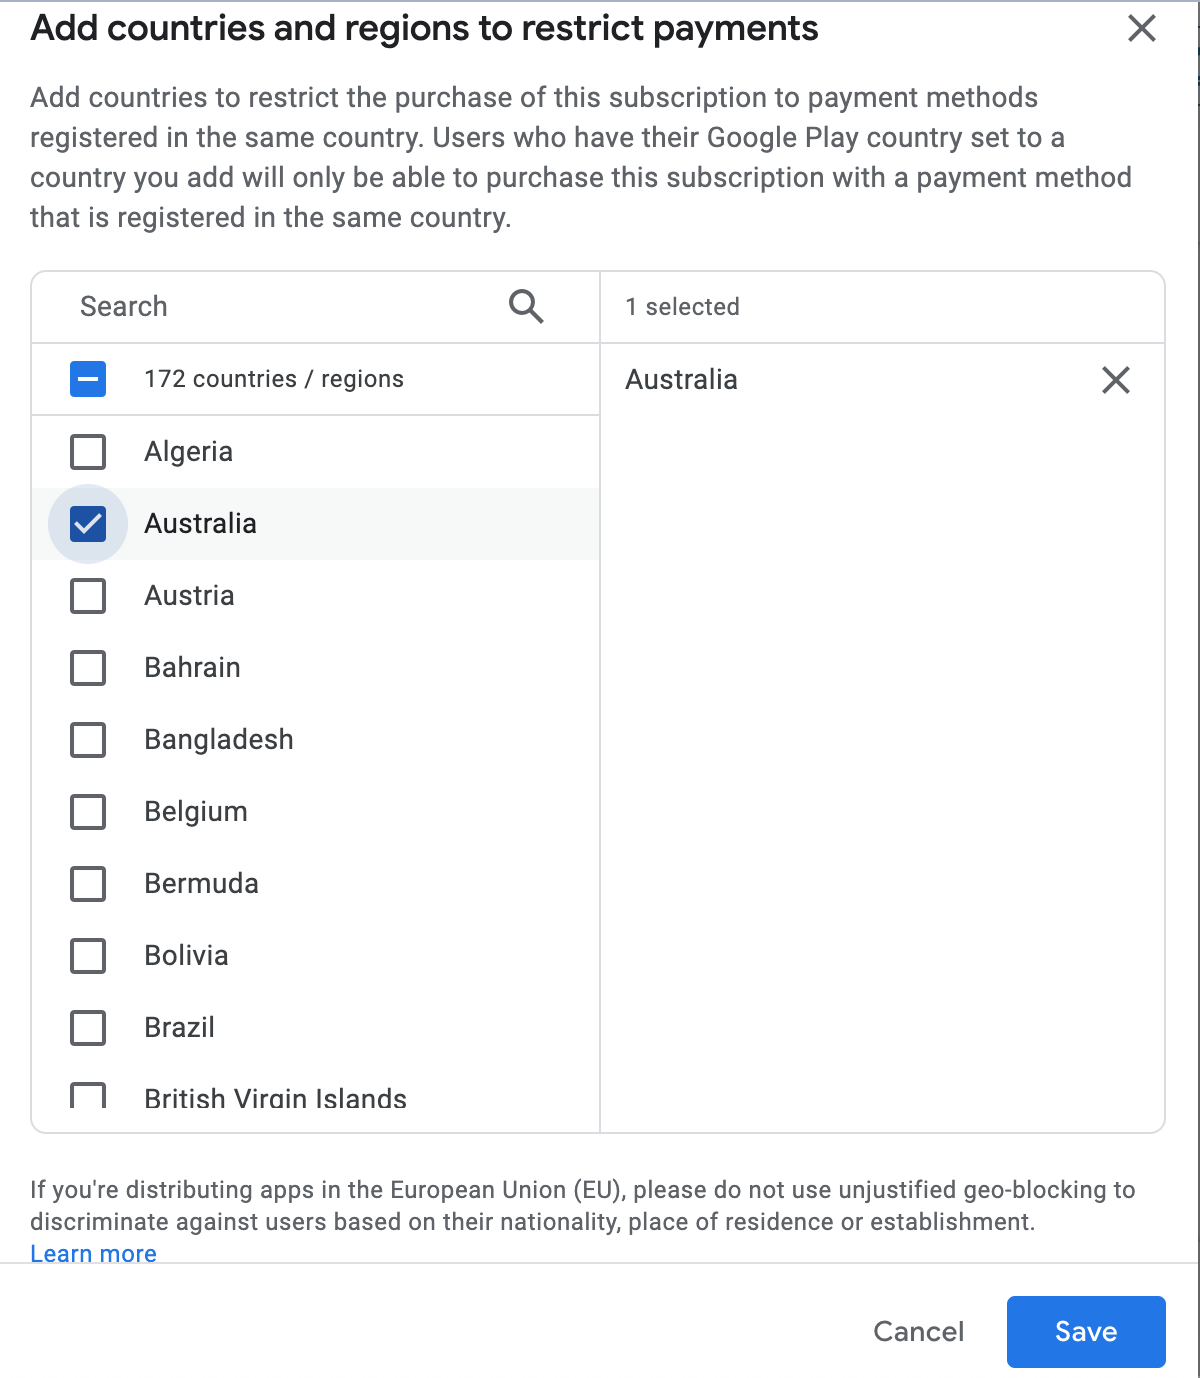 Add countries and regions to restrict payments
Add countries to restrict the purchase of this subscription to payment methods
registered in the same country. Users who have their Google Play country set to a
country you add will only be able to purchase this subscription with a payment method
that is registered in the same country.
Search
1 selected
172 countries / regions
Australia
Algeria
Australia
Austria
Bahrain
Bangladesh
Belgium
Bermuda
Bolivia
Brazil
British Virgin Islands
If you're distributing apps in the European Union (EU), please do not use unjustified geo-blocking to
discriminate against users based on their nationality, place of residence or establishment.
Learn more
Cancel
Save